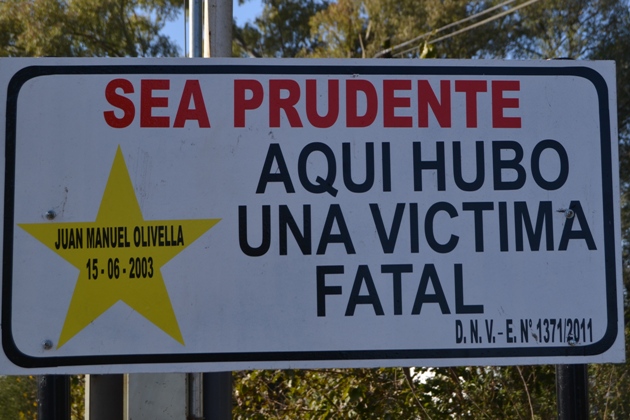 SEA PRUDENTE
AQUI HUBO
UNA VICTIMA
FATAL
JUAN MANUEL OLIVELLA
15 - 06 - 2003
D. N. V. - E. N° 1371/2011